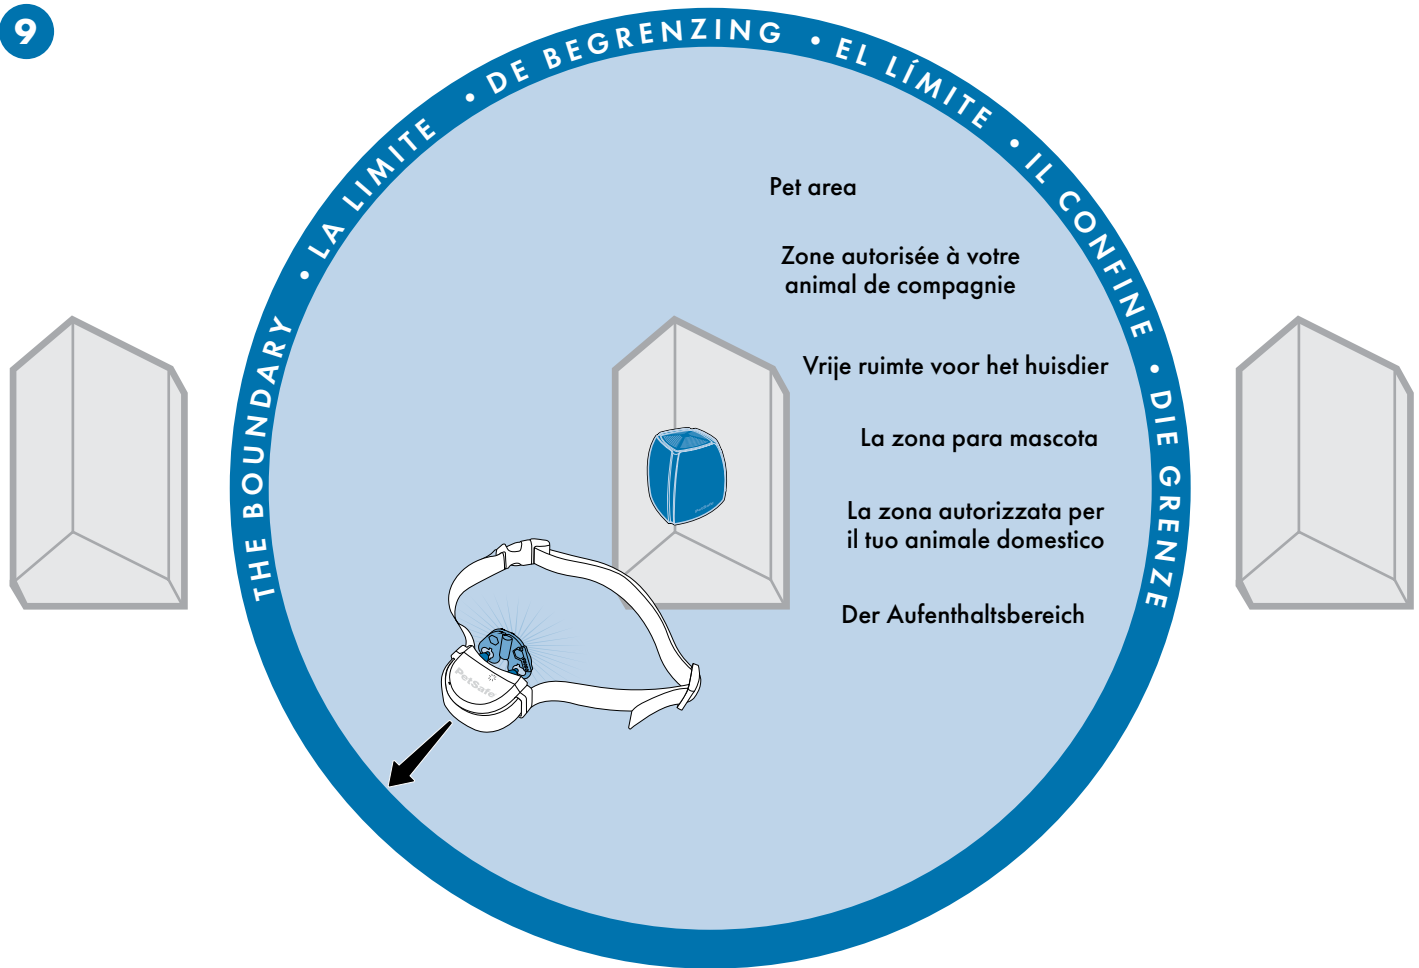 9
THE BOUNDARY • LA LIMITE • DE BEGRENZING • EL LÍMITE • IL CONFINE • DIE GRENZE
Pet area
Zone autorisée à votre
animal de compagnie
Vrije ruimte voor het huisdier
La zona para mascota
La zona autorizzata per
il tuo animale domestico
Der Aufenthaltsbereich
PetSafe
PetSafe